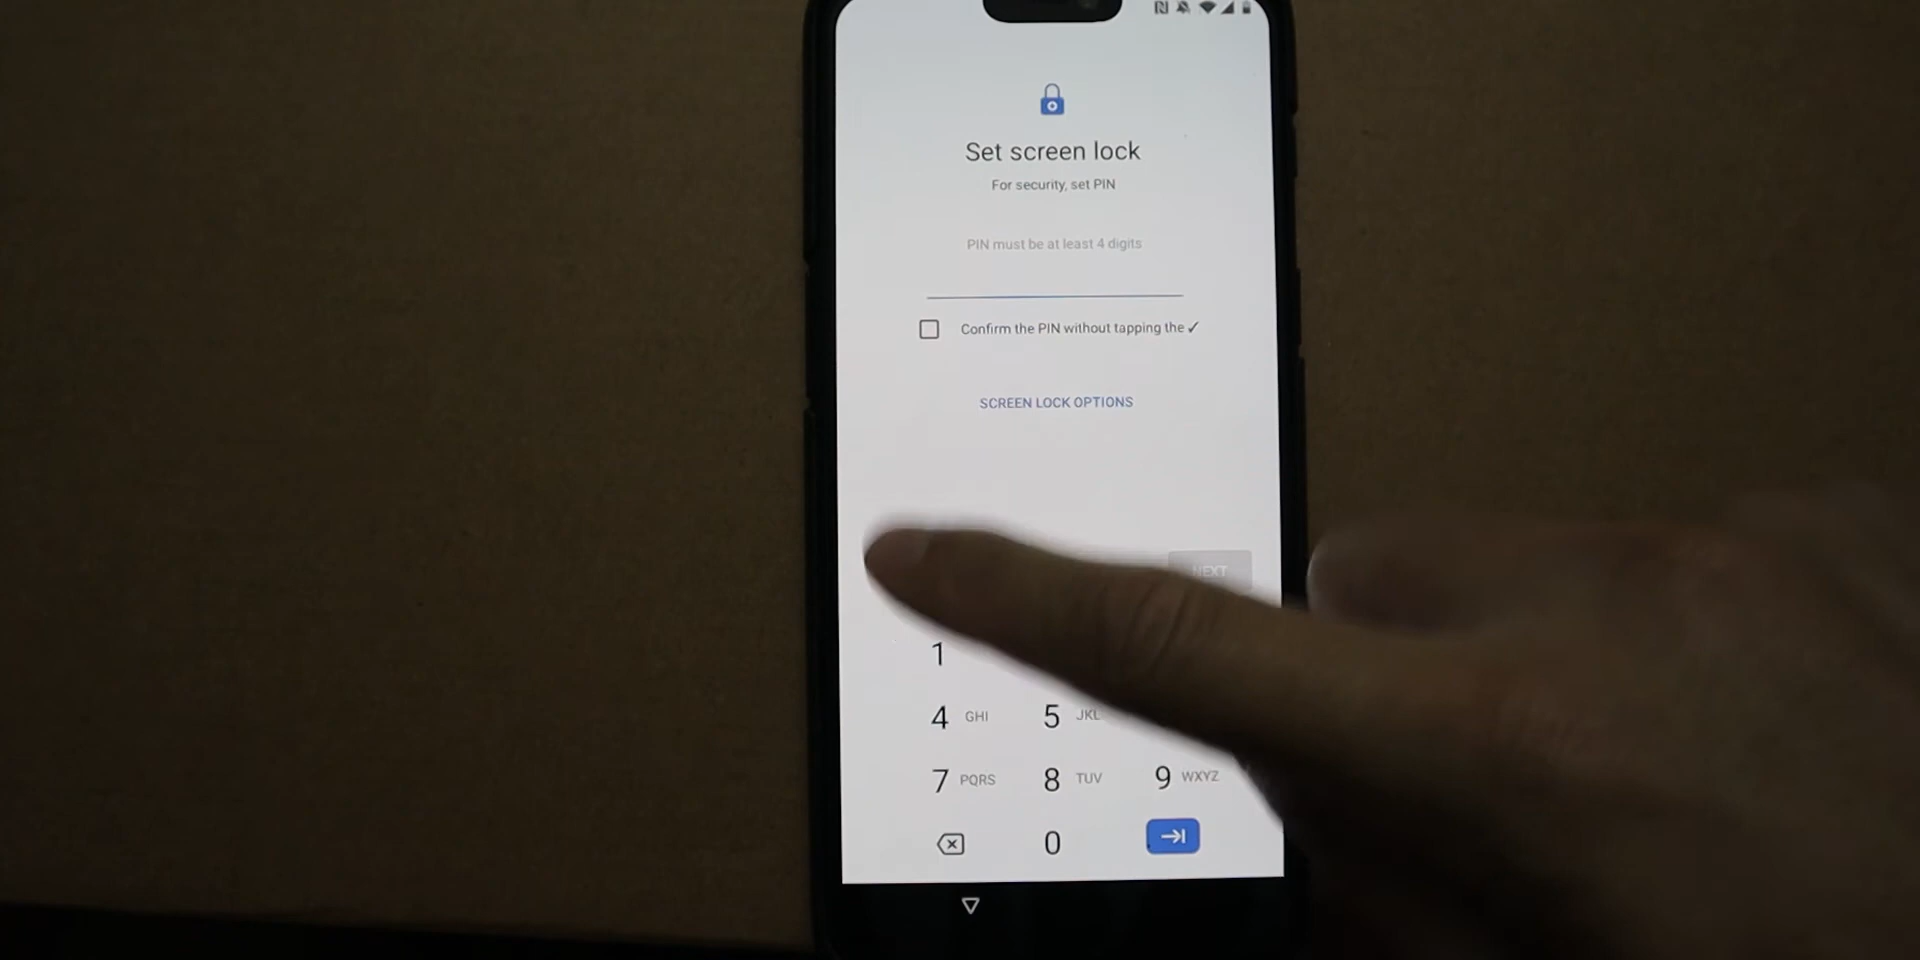 Set screen lock
For security, set PIN
PIN must be at least 4 digits
Confirm the PIN without tapping the ✓
SCREEN LOCK OPTIONS
NEXT
1
4 GHI 5 JKL
7 PQRS 8 TUV 9 WXYZ
0